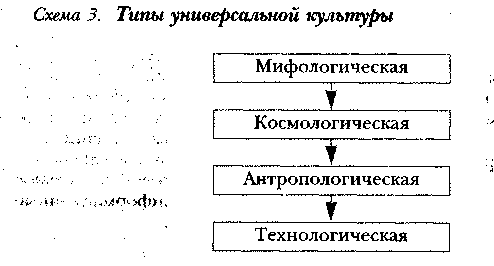 Схема 3. Типы универсальной культуры
Мифологическая
Космологическая
Антропологическая
Технологическая